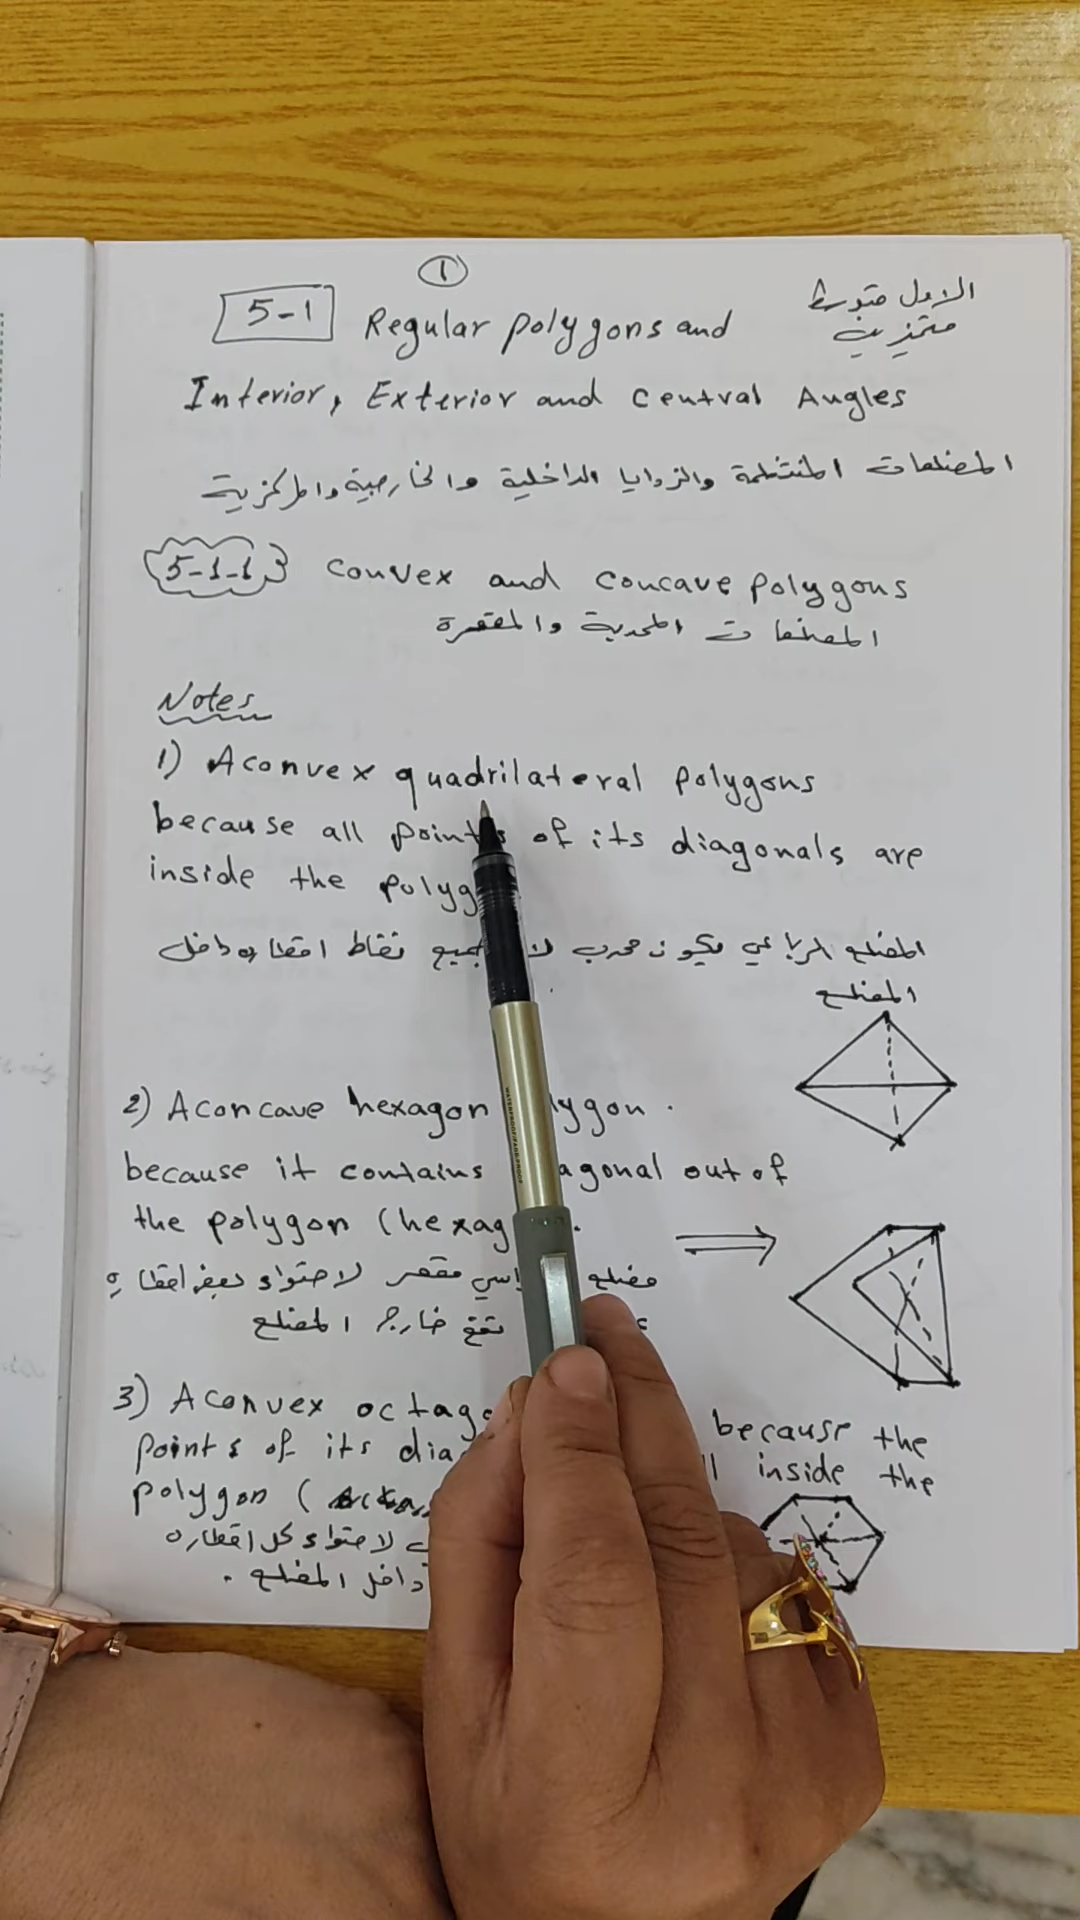 1
5-1 Regular polygons and
الاول متوسط
متميزين
Interior, Exterior and Central Angles
المضلعات المنتظمة والزوايا الداخلية والخارجية والمركزية
5-1-1 Convex and Concave polygons
المضلعات المحدبة والمقعرة
Notes
1) A convex quadrilateral polygons
because all points of its diagonals are
inside the polyg
المضلع الرباعي يكون محدب جميع نقاط اقطاره داخل
المضلع
2) A concave hexagon lygon.
because it contains agonal out of
the polygon (hexag
مضلع اسي مقعر لاحتواء بعض اقطاره
تقع خارج المضلع
3) A convex octag because the
points of its dia ll inside the
polygon (
لاحتواء كل اقطاره
داخل المضلع.